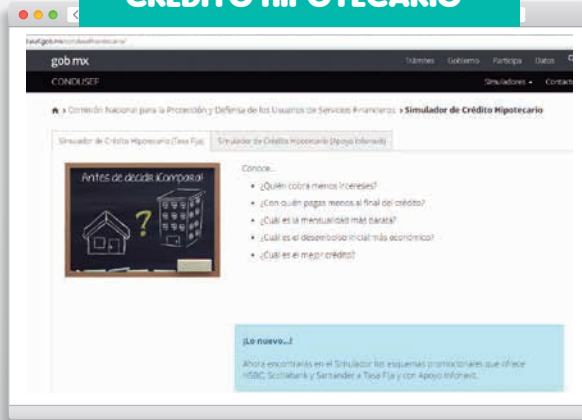 CRÉDITO HIPOTECARIO
gob mx
Trámites Gobierno Participa Datos
CONDUSEF
Simuladores Contacto
> Comisión Nacional para la Protección y Defensa de los Usuarios de Servicios Financieros > Simulador de Crédito Hipotecario
Simulador de Crédito Hipotecario (Tasa Fija) Simulador de Crédito Hipotecario (Apoyo Infonavit)
Antes de decidir ¡Compara!
?
Conoce...
• ¿Quién cobra menos intereses?
• ¿Con quién pagas menos al final del crédito?
• ¿Cuál es la mensualidad más barata?
• ¿Cuál es el desembolso inicial más económico?
• ¿Cuál es el mejor crédito?
¡Lo nuevo...!
Ahora encontrarás en el Simulador los esquemas promocionales que ofrece
HSBC, Scotiabank y Santander a Tasa Fija y con Apoyo Infonavit.